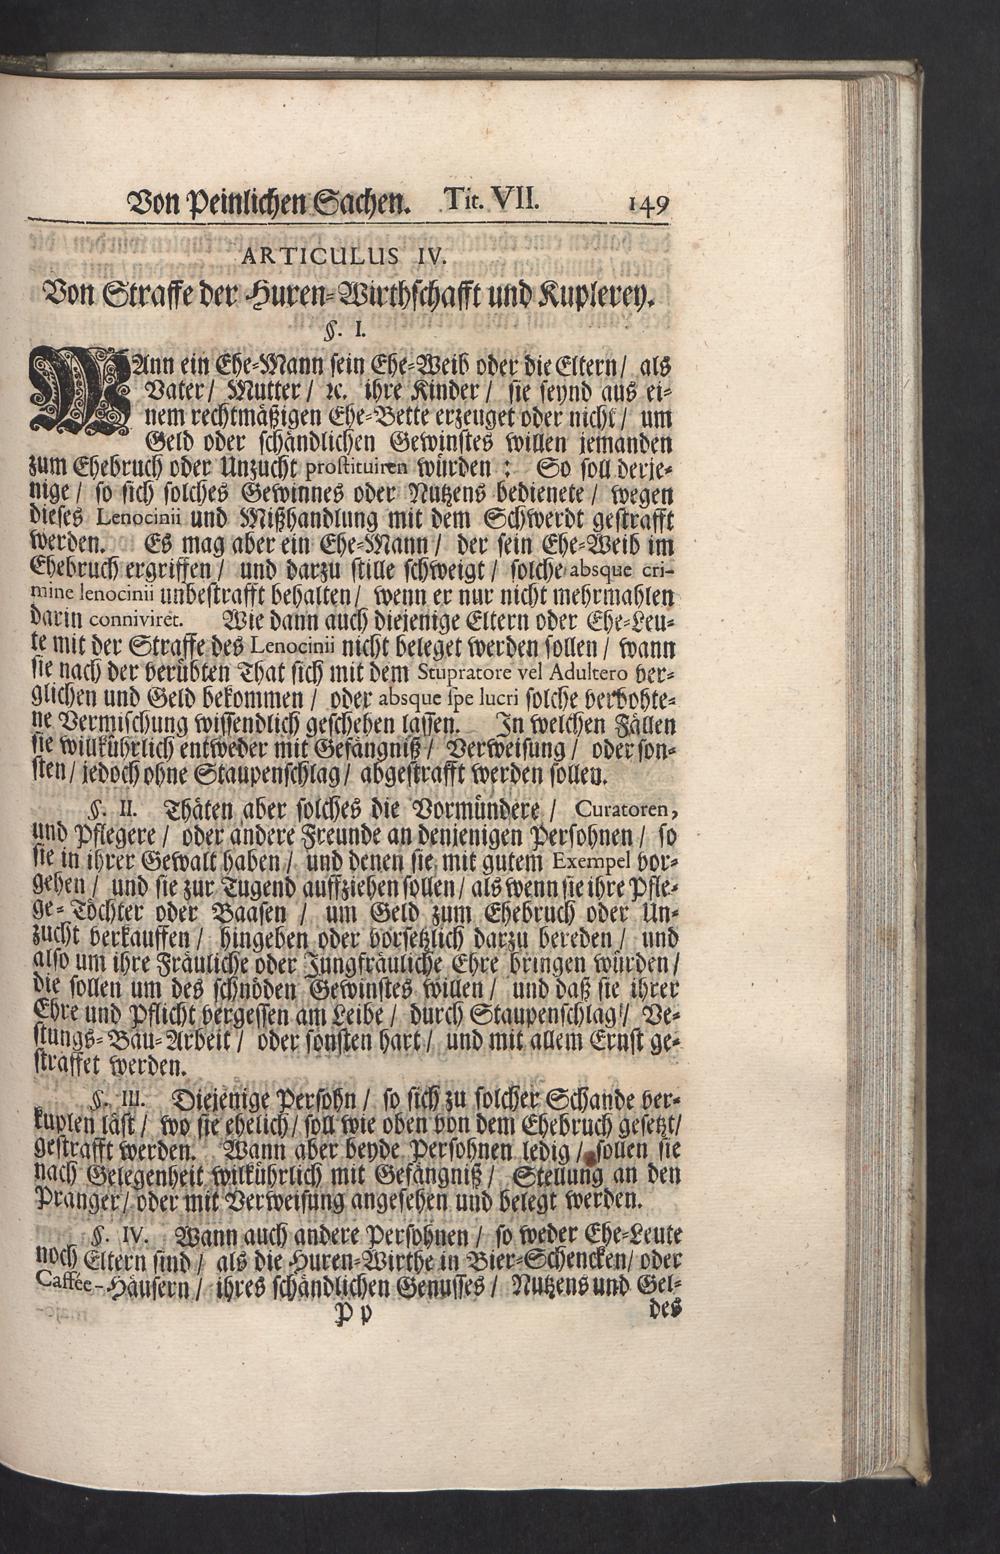 Von Peinlichen Sachen. Tit. VII. 149
ARTICULUS IV.
Von Straffe der Huren-Wirthschafft und Kuplerey.
§. I.
WAnn ein Ehe-Mann sein Ehe-Weib oder die Eltern / als
Vater / Mutter / ꝛc. ihre Kinder / sie seynd aus ei-
nem rechtmäßigen Ehe-Bette erzeuget oder nicht / um
Geld oder schändlichen Gewinstes willen jemanden
zum Ehebruch oder Unzucht prostituiren würden : So soll derje-
nige / so sich solches Gewinnes oder Nutzens bedienete / wegen
dieses Lenocinii und Mißhandlung mit dem Schwerdt gestrafft
werden. Es mag aber ein Ehe-Mann / der sein Ehe-Weib im
Ehebruch ergriffen / und darzu stille schweigt / solche absque cri-
mine lenocinii unbestrafft behalten / wenn er nur nicht mehrmahlen
darin conniviret. Wie dann auch diejenige Eltern oder Ehe-Leu-
te mit der Straffe des Lenocinii nicht beleget werden sollen / wann
sie nach der verübten That sich mit dem Stupratore vel Adultero ver-
glichen und Geld bekommen / oder absque spe lucri solche verbohte-
ne Vermischung wissendlich geschehen lassen. In welchen Fällen
sie willkührlich entweder mit Gefängniß / Verweisung / oder son-
sten / jedoch ohne Staupenschlag / abgestrafft werden sollen.
§. II. Thäten aber solches die Vormündere / Curatoren,
und Pflegere / oder andere Freunde an denjenigen Persohnen / so
sie in ihrer Gewalt haben / und denen sie mit gutem Exempel vor-
gehen / und sie zur Tugend auffziehen sollen / als wenn sie ihre Pfle-
ge-Töchter oder Baasen / um Geld zum Ehebruch oder Un-
zucht verkauffen / hingeben oder vorsetzlich darzu bereden / und
also um ihre Fräuliche oder Jungfräuliche Ehre bringen würden /
die sollen um des schnöden Gewinstes willen / und daß sie ihrer
Ehre und Pflicht vergessen am Leibe / durch Staupenschlag / Ve-
stungs-Bau-Arbeit / oder sonsten hart / und mit allem Ernst ge-
straffet werden.
§. III. Diejenige Persohn / so sich zu solcher Schande ver-
kuplen läst / wo sie ehelich / soll wie oben von dem Ehebruch gesetzt /
gestrafft werden. Wann aber beyde Persohnen ledig / sollen sie
nach Gelegenheit wilkührlich mit Gefängniß / Stellung an den
Pranger / oder mit Verweisung angesehen und belegt werden.
§. IV. Wann auch andere Persohnen / so weder Ehe-Leute
noch Eltern sind / als die Huren-Wirthe in Bier-Schencken / oder
Caffée-Häusern / ihres schändlichen Genusses / Nutzens und Gel-
P p des